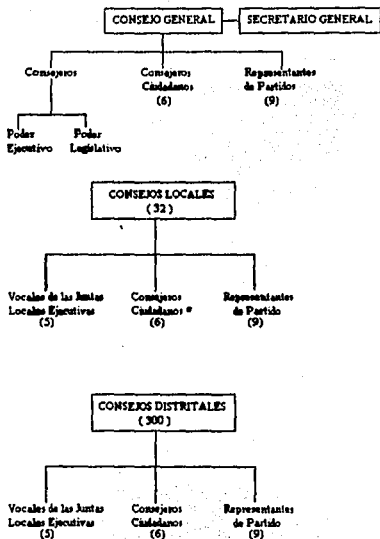 CONSEJO GENERAL
SECRETARIO GENERAL
Consejeros
Consejeros
Ciudadanos
(6)
Representantes
de Partidos
(9)
Poder
Ejecutivo
Poder
Legislativo
CONSEJOS LOCALES
( 32 )
Vocales de las Juntas
Locales Ejecutivas
(5)
Consejeros
Ciudadanos *
(6)
Representantes
de Partido
(9)
CONSEJOS DISTRITALES
( 300 )
Vocales de las Juntas
Locales Ejecutivas
(5)
Consejeros
Ciudadanos
(6)
Representantes
de Partido
(9)